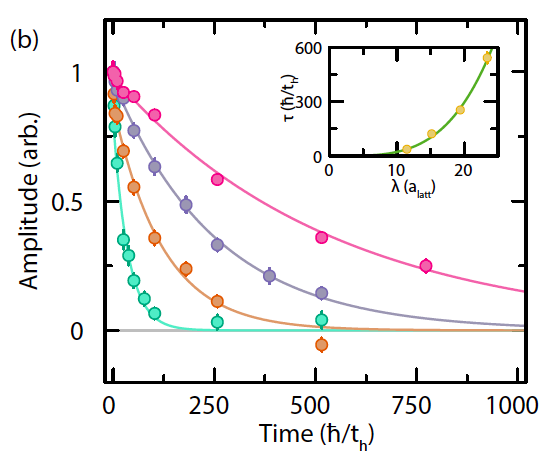 (b)
Amplitude (arb.)
1
0.5
0
0 250 500 750 1000
Time (ħ/tₕ)
τ (ħ/tₕ)
600
300
0
0 10 20
λ (aₗₐₜₜ)